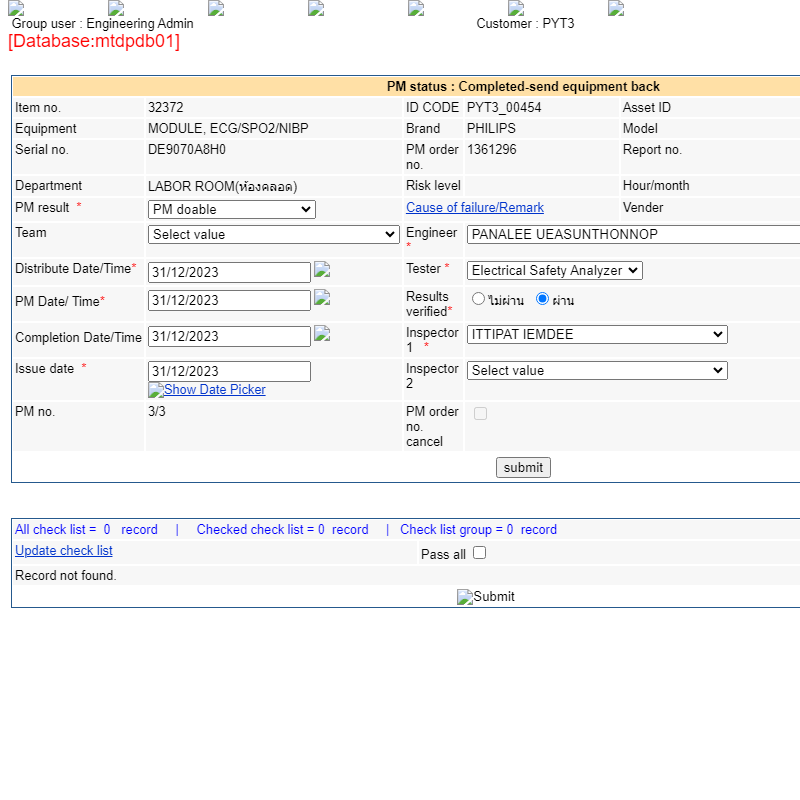 Group user : Engineering Admin Customer : PYT3
[Database:mtdpdb01]
PM status : Completed-send equipment back
Item no. 32372 ID CODE PYT3_00454 Asset ID
Equipment MODULE, ECG/SPO2/NIBP Brand PHILIPS Model
Serial no. DE9070A8H0 PM order no. 1361296 Report no.
Department LABOR ROOM(ห้องคลอด) Risk level Hour/month
PM result * PM doable Cause of failure/Remark Vendor
Team Select value Engineer * PANALEE UEASUNTHONNOP
Distribute Date/Time* 31/12/2023 Tester * Electrical Safety Analyzer
PM Date/ Time* 31/12/2023 Results verified* ไม่ผ่าน ผ่าน
Completion Date/Time 31/12/2023 Inspector 1 * ITTIPAT IEMDEE
Issue date * 31/12/2023 Show Date Picker Inspector 2 Select value
PM no. 3/3 PM order no. cancel
submit
All check list = 0 record | Checked check list = 0 record | Check list group = 0 record
Update check list Pass all
Record not found.
Submit